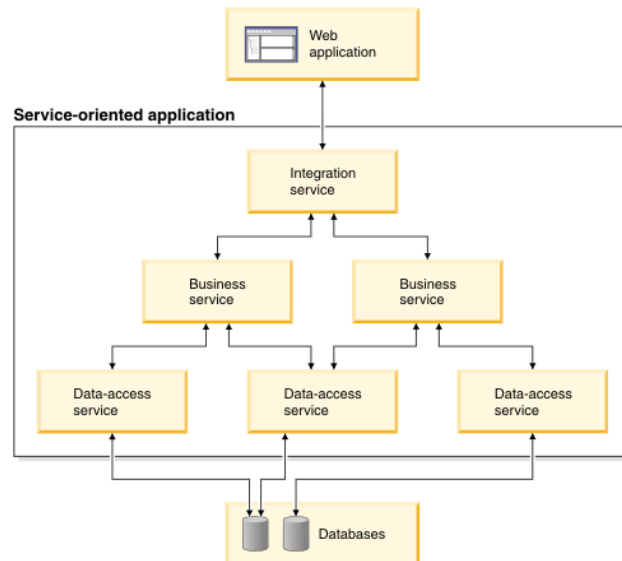 Web
application
Service-oriented application
Integration
service
Business
service
Business
service
Data-access
service
Data-access
service
Data-access
service
Databases